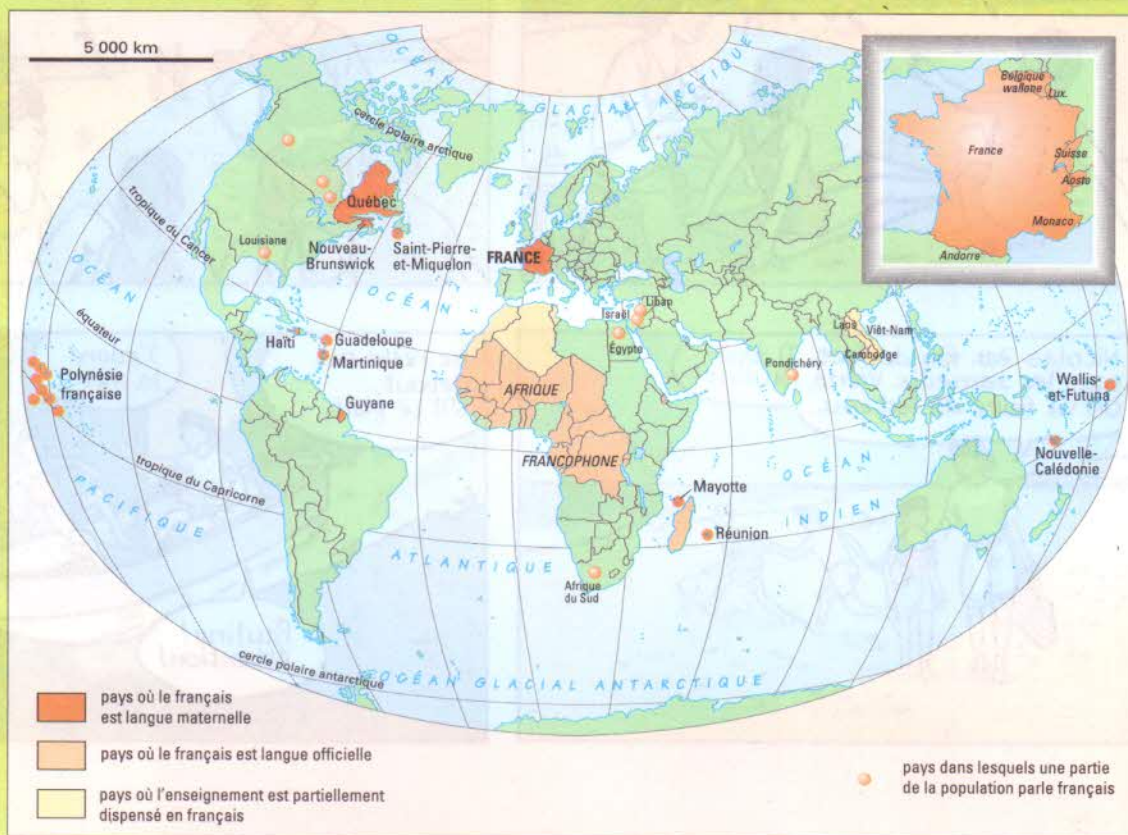 5 000 km
OCÉAN
GLACIAL ARCTIQUE
cercle polaire arctique
Québec
tropique du Cancer
Louisiane
Nouveau-
Brunswick
Saint-Pierre-
et-Miquelon
FRANCE
OCÉAN
OCÉAN
Liban
Israël
Égypte
Laos
Viêt-Nam
Cambodge
Pondichéry
équateur
Haïti
Guadeloupe
Martinique
Polynésie
française
Guyane
AFRIQUE
FRANCOPHONE
Wallis-
et-Futuna
Nouvelle-
Calédonie
tropique du Capricorne
PACIFIQUE
OCÉAN
INDIEN
Mayotte
Réunion
ATLANTIQUE
Afrique
du Sud
cercle polaire antarctique
OCÉAN GLACIAL ANTARCTIQUE
Belgique
wallone
Lux.
France
Suisse
Aoste
Monaco
Andorre
pays où le français
est langue maternelle
pays où le français est langue officielle
pays où l'enseignement est partiellement
dispensé en français
pays dans lesquels une partie
de la population parle français